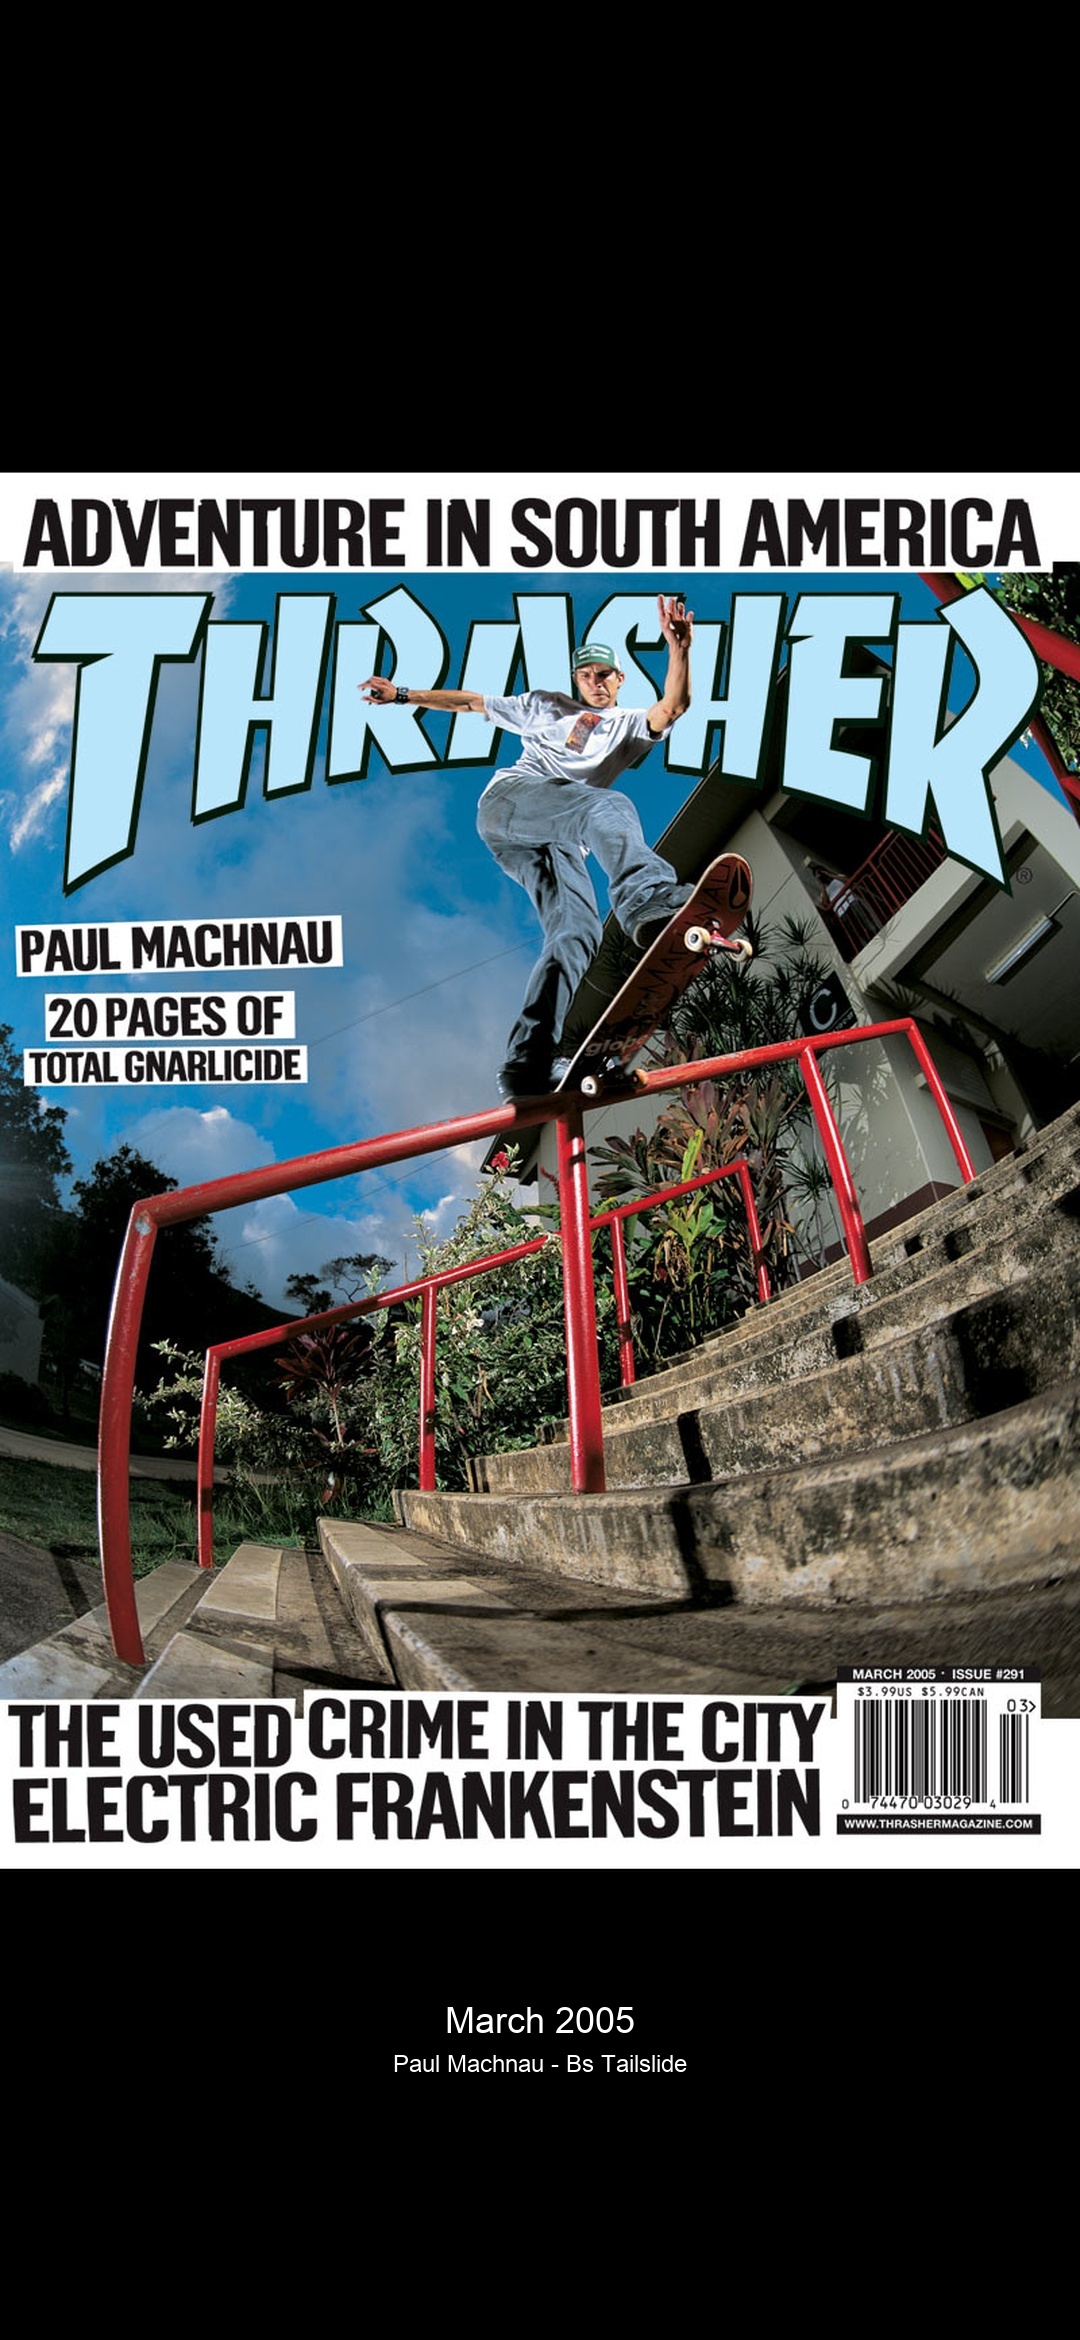 ADVENTURE IN SOUTH AMERICA
THRASHER
®
PAUL MACHNAU
20 PAGES OF
TOTAL GNARLICIDE
globe
MARCH 2005 · ISSUE #291
$3.99US $5.99CAN
03>
0 74470 03029 4
WWW.THRASHERMAGAZINE.COM
THE USED CRIME IN THE CITY
ELECTRIC FRANKENSTEIN
March 2005
Paul Machnau - Bs Tailslide